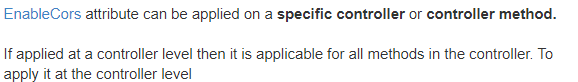 EnableCors attribute can be applied on a specific controller or controller method.
If applied at a controller level then it is applicable for all methods in the controller. To
apply it at the controller level